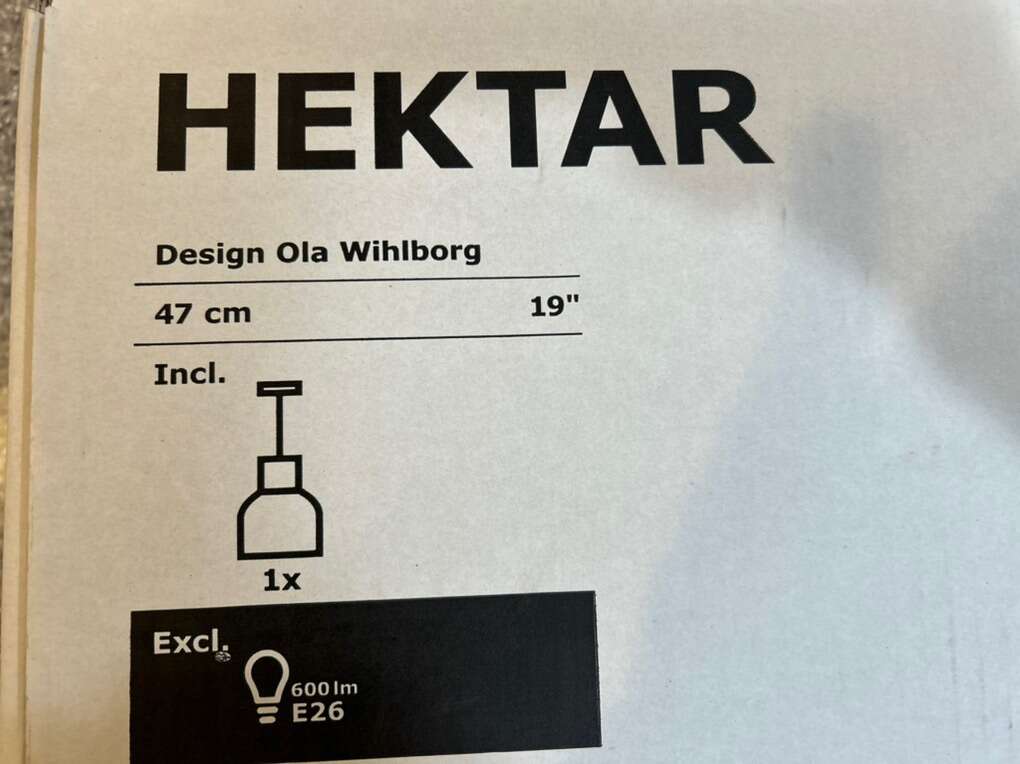 HEKTAR
Design Ola Wihlborg
47 cm 19"
Incl.
1x
Excl.
600 lm
E26